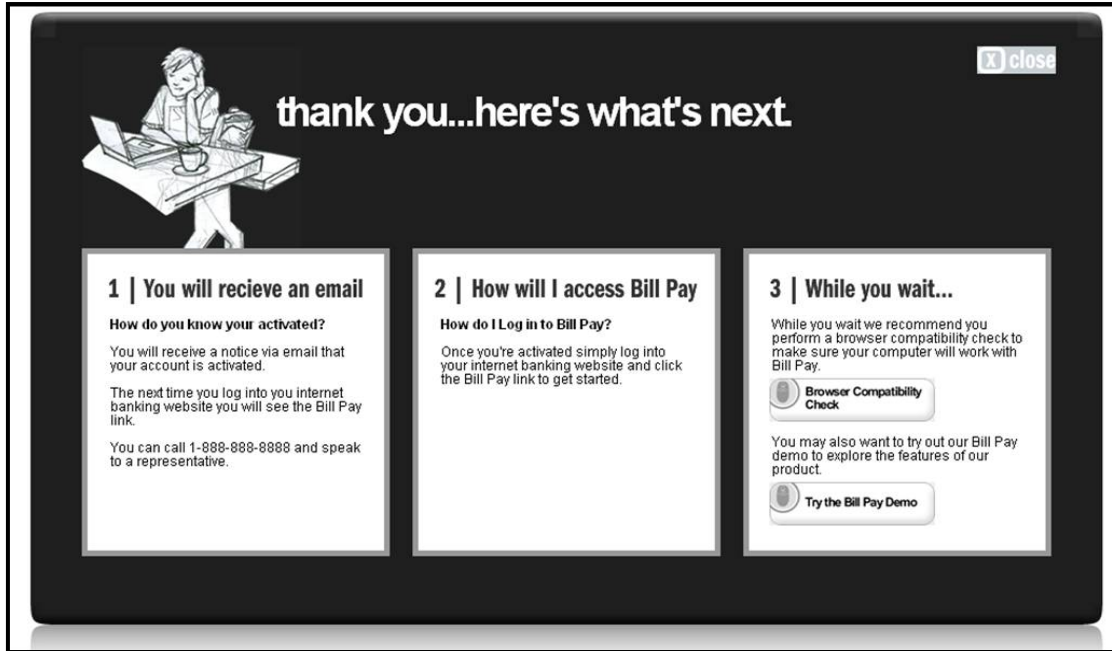 X close
thank you...here's what's next.
1 | You will recieve an email
How do you know your activated?
You will receive a notice via email that
your account is activated.
The next time you log into you internet
banking website you will see the Bill Pay
link.
You can call 1-888-888-8888 and speak
to a representative.
2 | How will I access Bill Pay
How do I Log in to Bill Pay?
Once you're activated simply log into
your internet banking website and click
the Bill Pay link to get started.
3 | While you wait...
While you wait we recommend you
perform a browser compatibility check to
make sure your computer will work with
Bill Pay.
Browser Compatibility
Check
You may also want to try out our Bill Pay
demo to explore the features of our
product.
Try the Bill Pay Demo